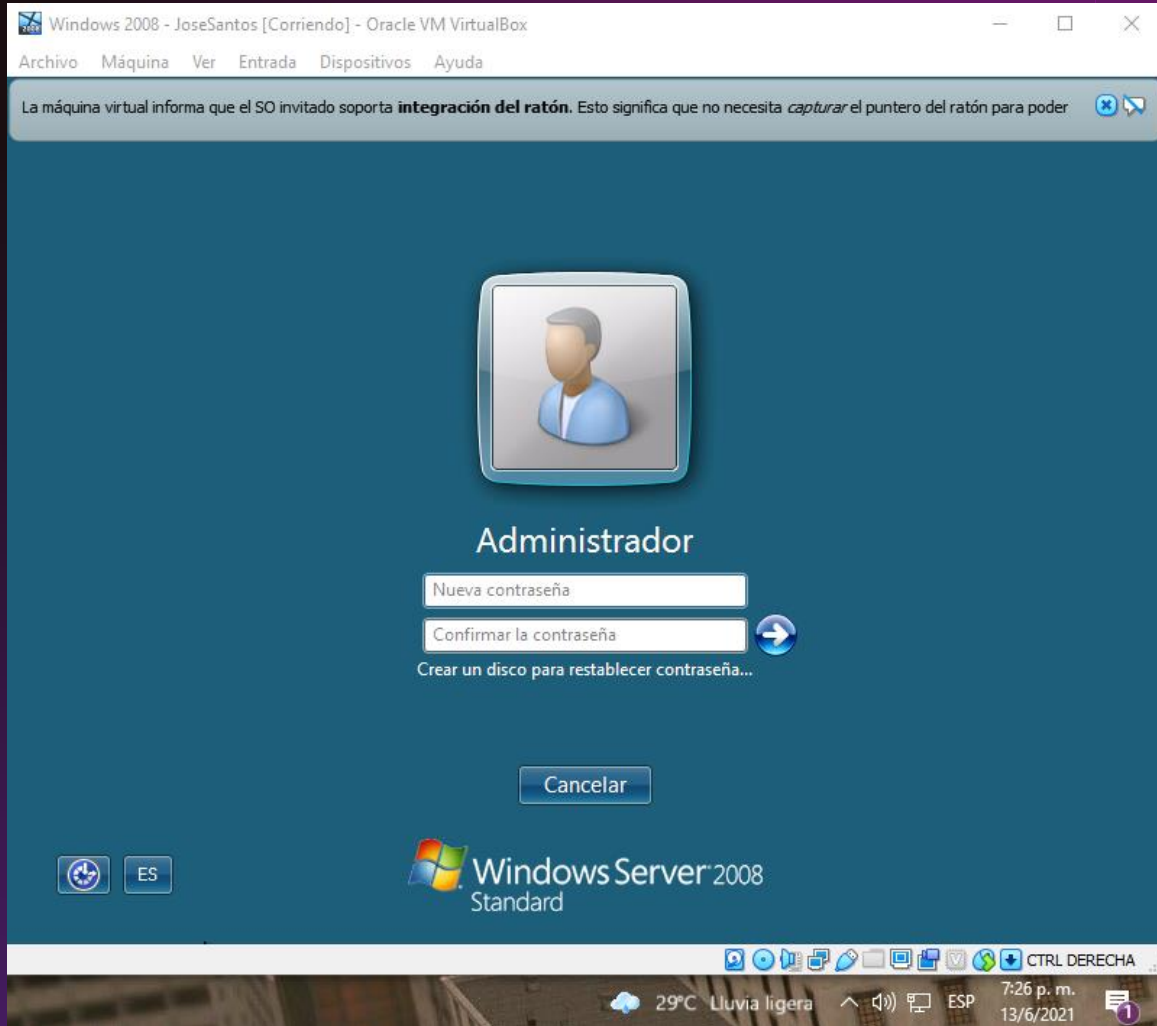 Windows 2008 - JoseSantos [Corriendo] - Oracle VM VirtualBox
Archivo Máquina Ver Entrada Dispositivos Ayuda
La máquina virtual informa que el SO invitado soporta integración del ratón. Esto significa que no necesita capturar el puntero del ratón para poder
Administrador
Nueva contraseña
Confirmar la contraseña
Crear un disco para restablecer contraseña...
Cancelar
ES
Windows Server 2008
Standard
CTRL DERECHA
29°C Lluvia ligera ESP 7:26 p. m.
13/6/2021
1